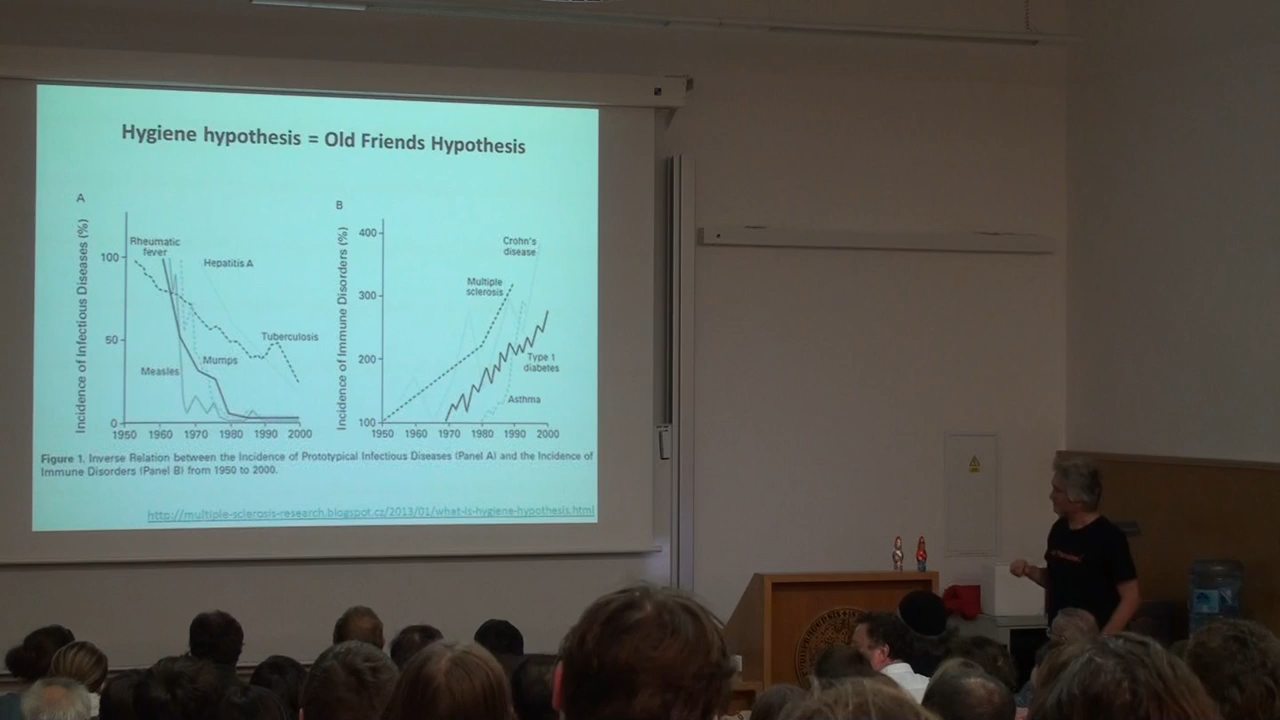 Hygiene hypothesis = Old Friends Hypothesis
A
Incidence of Infectious Diseases (%)
100
50
0
1950 1960 1970 1980 1990 2000
Rheumatic
fever
Hepatitis A
Tuberculosis
Mumps
Measles
B
Incidence of Immune Disorders (%)
400
300
200
100
1950 1960 1970 1980 1990 2000
Crohn's
disease
Multiple
sclerosis
Type 1
diabetes
Asthma
Figure 1. Inverse Relation between the Incidence of Prototypical Infectious Diseases (Panel A) and the Incidence of
Immune Disorders (Panel B) from 1950 to 2000.
http://multiple-sclerosis-research.blogspot.cz/2013/01/what-is-hygiene-hypothesis.html